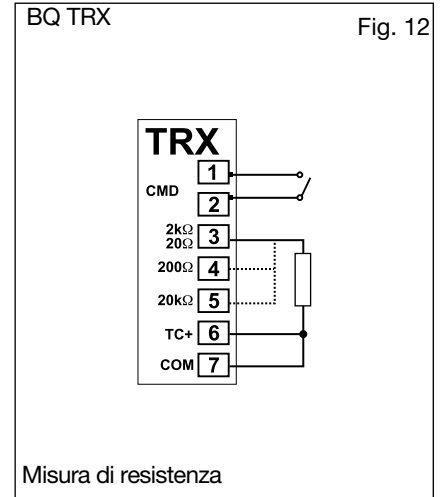 BQ TRX
Fig. 12
TRX
1
CMD
2
2kΩ
20Ω
3
200Ω 4
20kΩ 5
TC+ 6
COM 7
Misura di resistenza